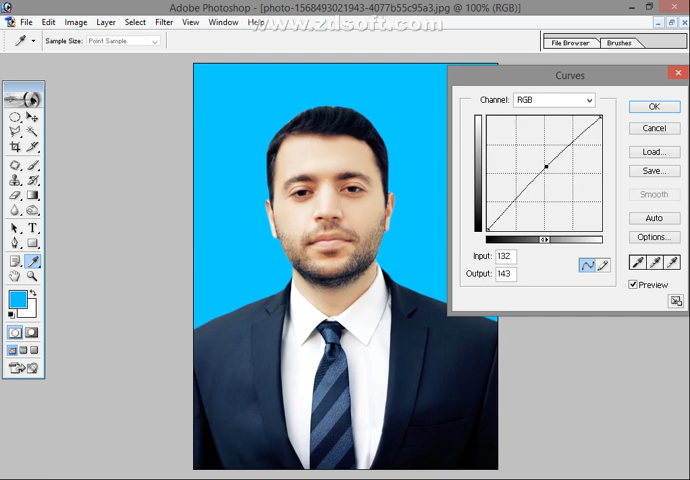 Adobe Photoshop - [photo-1568493021943-4077b55c95a3.jpg @ 100% (RGB)]
File Edit Image Layer Select Filter View Window Help
www.zdsoft.com
Sample Size: Point Sample
File Browser Brushes
Curves
Channel: RGB
OK
Cancel
Load...
Save...
Smooth
Auto
Options...
Input: 132
Output: 143
Preview